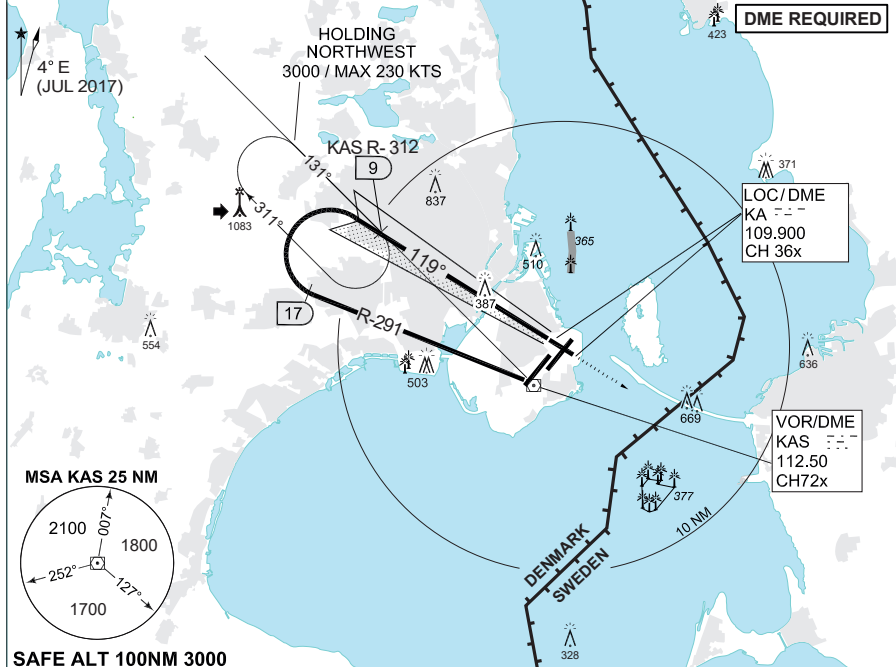 DME REQUIRED
423
HOLDING
NORTHWEST
3000 / MAX 230 KTS
4° E
(JUL 2017)
KAS R- 312
9
131°
311°
1083
837
371
LOC/DME
KA
109.900
CH 36x
365
510
119°
387
17
R-291
554
503
636
669
VOR/DME
KAS
112.50
CH72x
377
10 NM
MSA KAS 25 NM
2100
007°
1800
252°
127°
1700
DENMARK
SWEDEN
328
SAFE ALT 100NM 3000